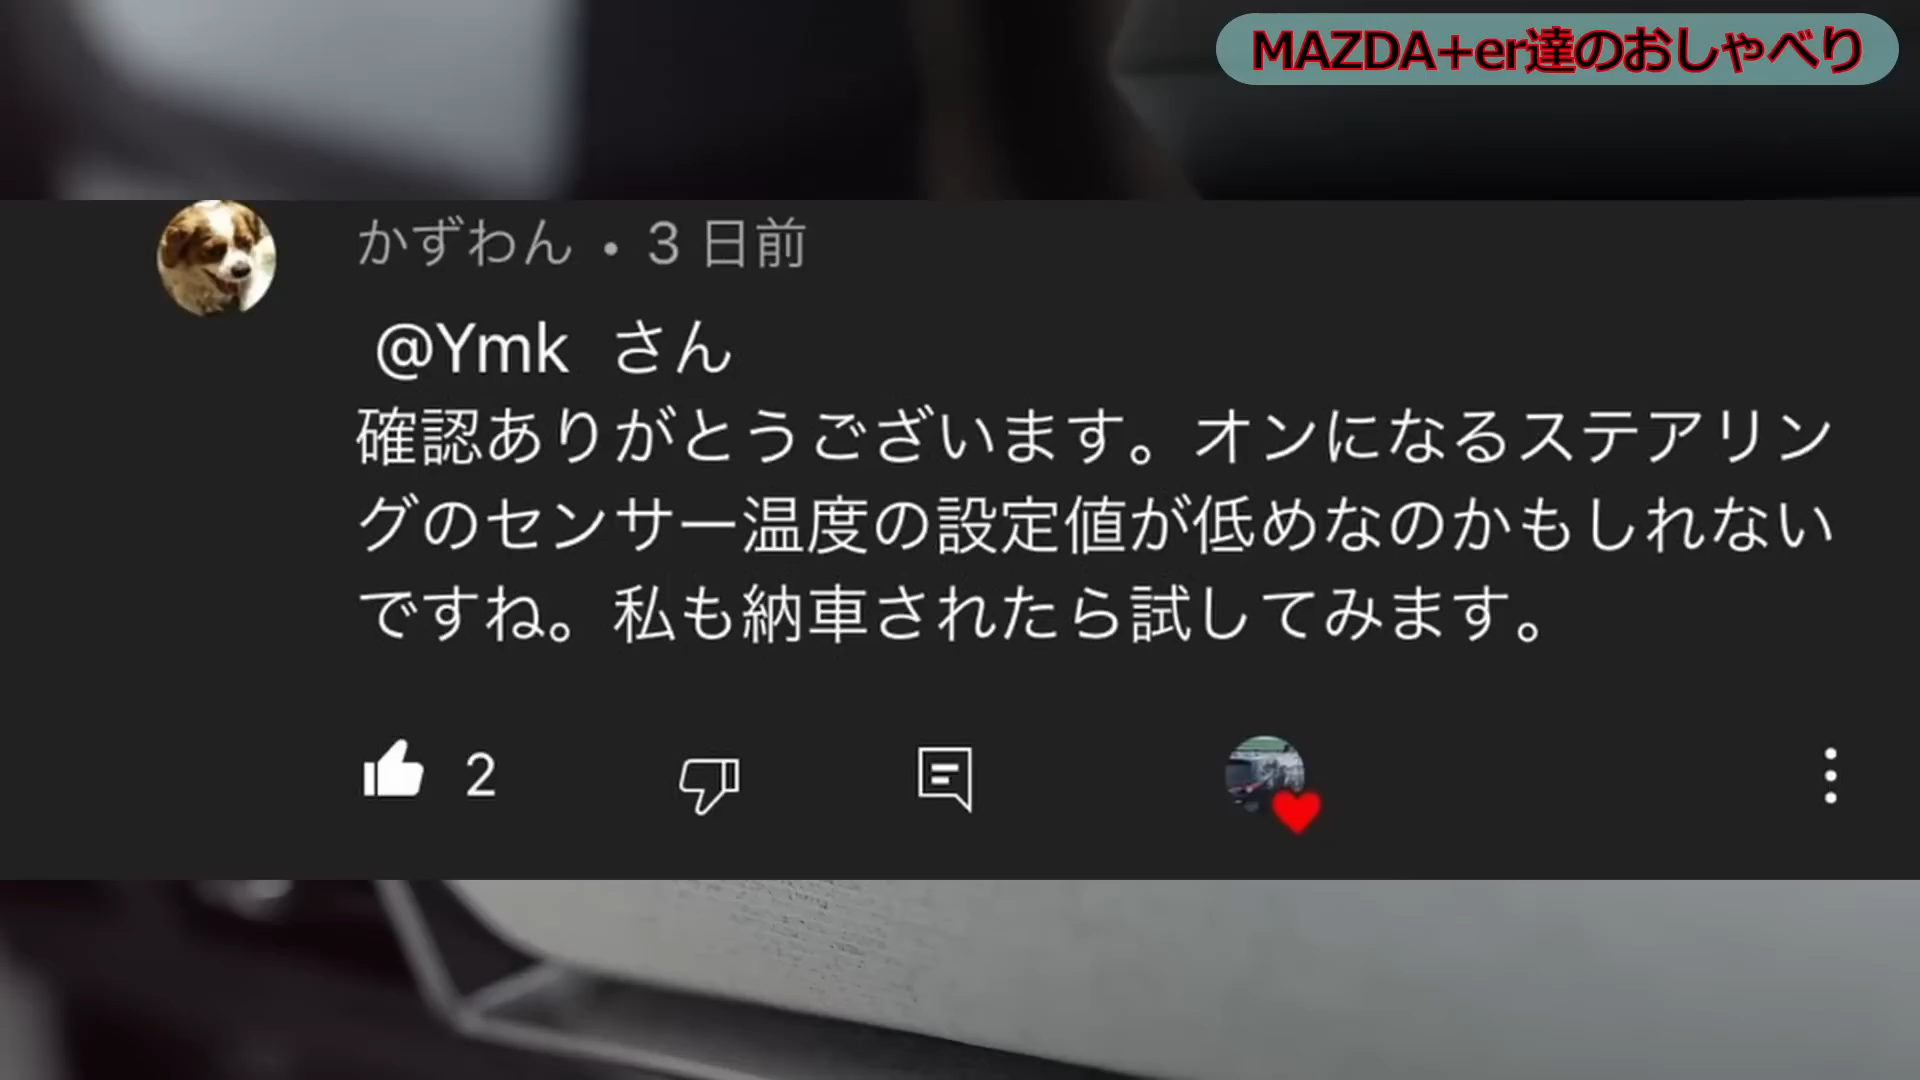 MAZDA+er達のおしゃべり
かずわん・3 日前
@Ymk さん
確認ありがとうございます。オンになるステアリン
グのセンサー温度の設定値が低めなのかもしれない
ですね。私も納車されたら試してみます。
2